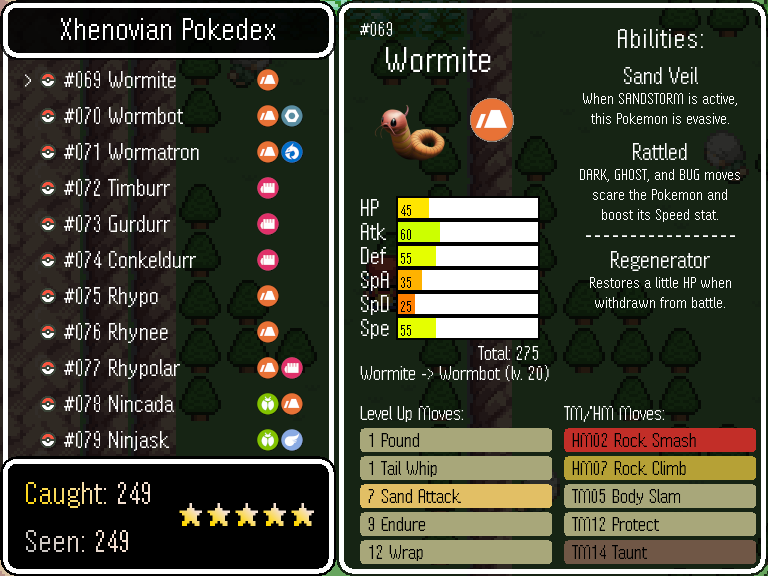 Xhenovian Pokedex
> #069 Wormite
#070 Wormbot
#071 Wormatron
#072 Timburr
#073 Gurdurr
#074 Conkeldurr
#075 Rhypo
#076 Rhynee
#077 Rhypolar
#078 Nincada
#079 Ninjask
Caught: 249
Seen: 249
#069
Wormite
HP 45
Atk 60
Def 55
SpA 35
SpD 25
Spe 55
Total: 275
Wormite -> Wormbot (lv. 20)
Abilities:
Sand Veil
When SANDSTORM is active,
this Pokemon is evasive.
Rattled
DARK, GHOST, and BUG moves
scare the Pokemon and
boost its Speed stat.
-----------------
Regenerator
Restores a little HP when
withdrawn from battle.
Level Up Moves:
1 Pound
1 Tail Whip
7 Sand Attack
9 Endure
12 Wrap
TM/HM Moves:
HM02 Rock Smash
HM07 Rock Climb
TM05 Body Slam
TM12 Protect
TM14 Taunt